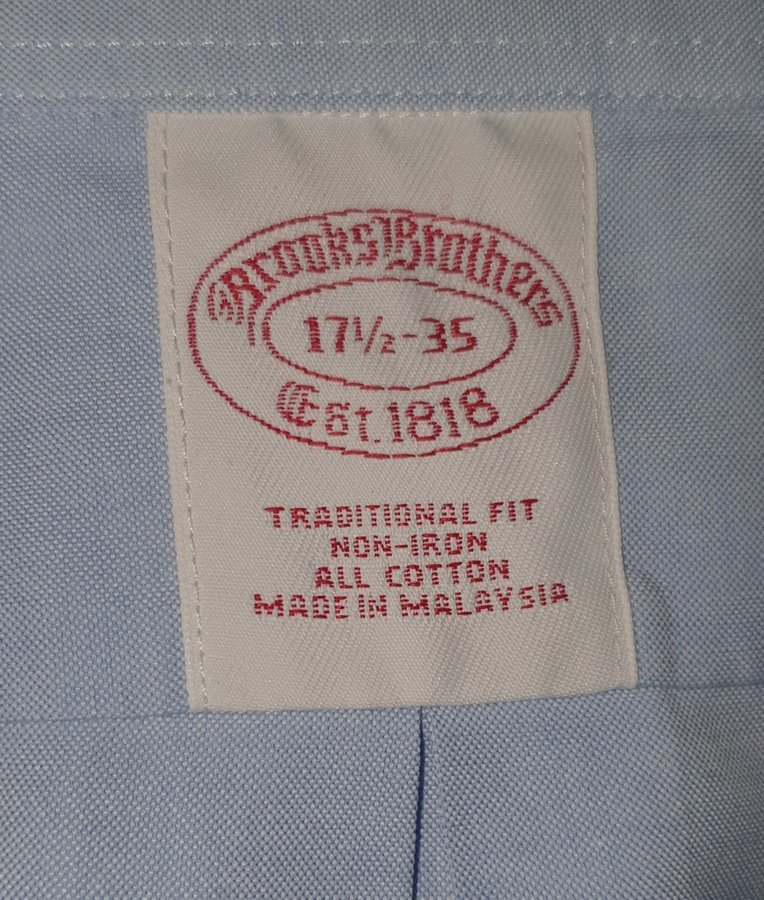 Brooks Brothers
17½-35
Est. 1818
TRADITIONAL FIT
NON-IRON
ALL COTTON
MADE IN MALAYSIA